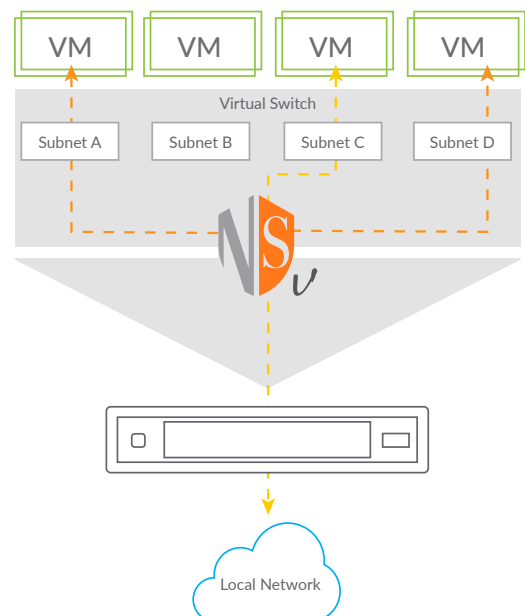 VM
VM
VM
VM
Virtual Switch
Subnet A
Subnet B
Subnet C
Subnet D
NSv
Local Network